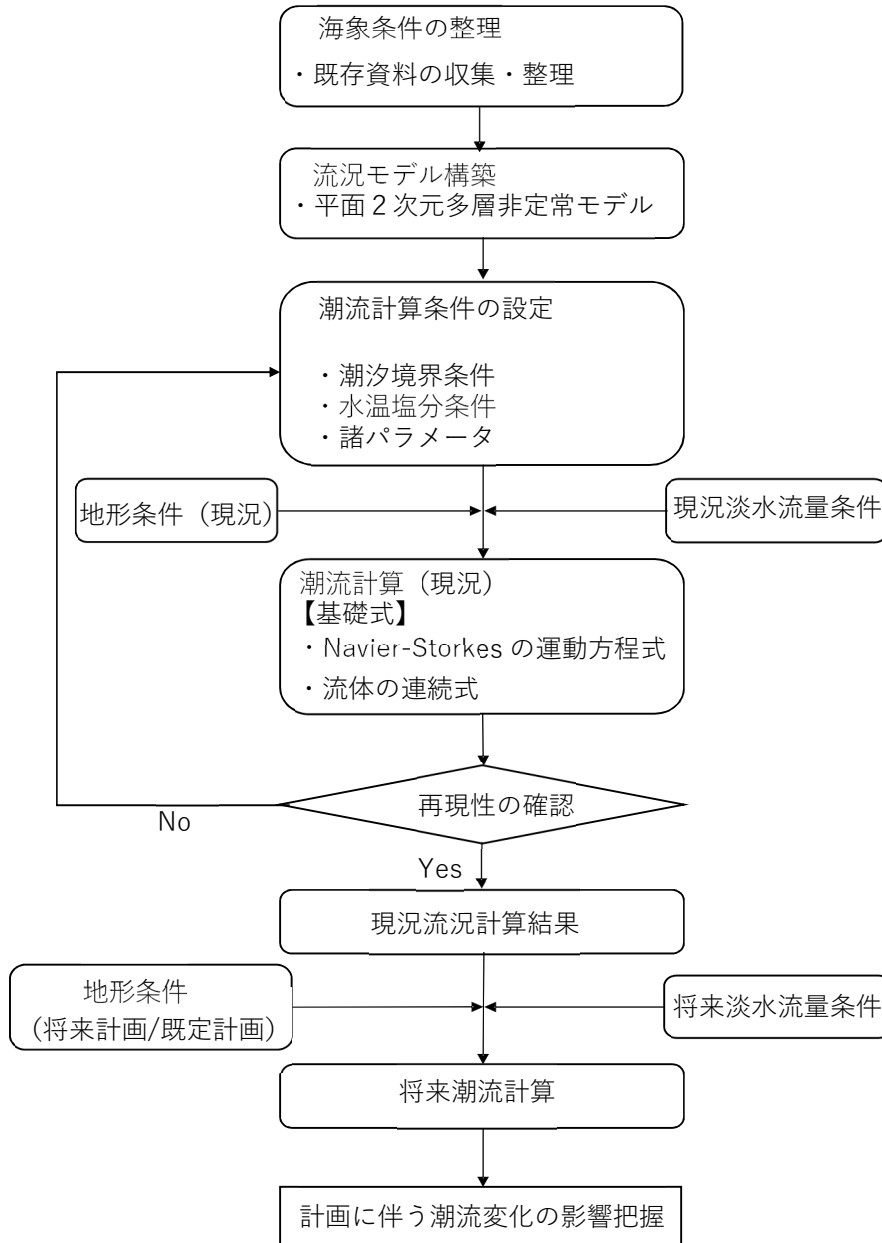 海象条件の整理
・既存資料の収集・整理
流況モデル構築
・平面２次元多層非定常モデル
潮流計算条件の設定
・潮汐境界条件
・水温塩分条件
・諸パラメータ
地形条件（現況）
現況淡水流量条件
潮流計算（現況）
【基礎式】
・Navier-Storkes の運動方程式
・流体の連続式
再現性の確認
No
Yes
現況流況計算結果
地形条件
（将来計画/既定計画）
将来淡水流量条件
将来潮流計算
計画に伴う潮流変化の影響把握